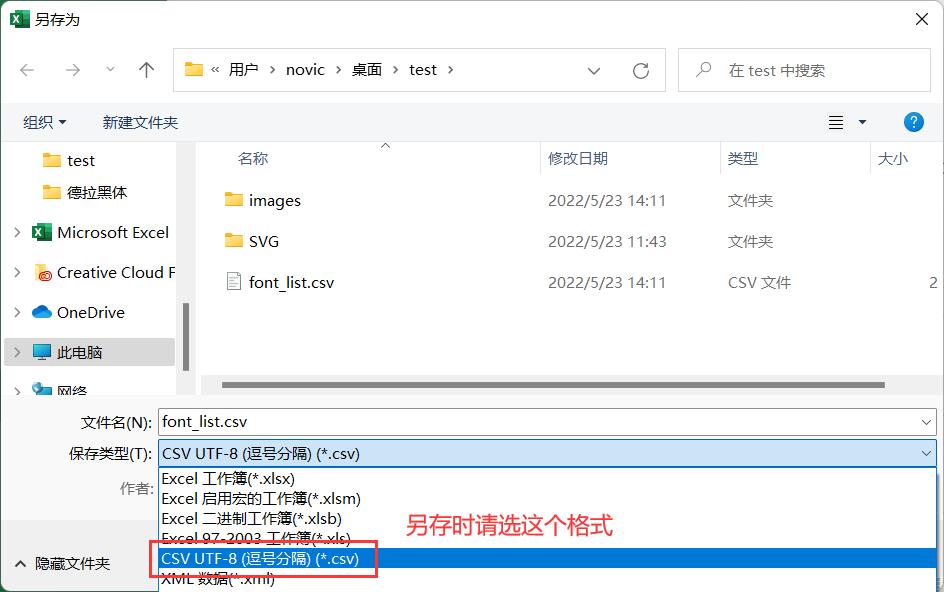 另存为
« 用户 › novic › 桌面 › test ›
在 test 中搜索
组织 新建文件夹
test
德拉黑体
Microsoft Excel
Creative Cloud F
OneDrive
此电脑
网络
名称 修改日期 类型 大小
images 2022/5/23 14:11 文件夹
SVG 2022/5/23 11:43 文件夹
font_list.csv 2022/5/23 14:11 CSV 文件 2
文件名(N): font_list.csv
保存类型(T): CSV UTF-8 (逗号分隔) (*.csv)
作者:
Excel 工作簿(*.xlsx)
Excel 启用宏的工作簿(*.xlsm)
Excel 二进制工作簿(*.xlsb)
Excel 97-2003 工作簿(*.xls)
CSV UTF-8 (逗号分隔) (*.csv)
XML 数据(*.xml)
另存时请选这个格式
隐藏文件夹